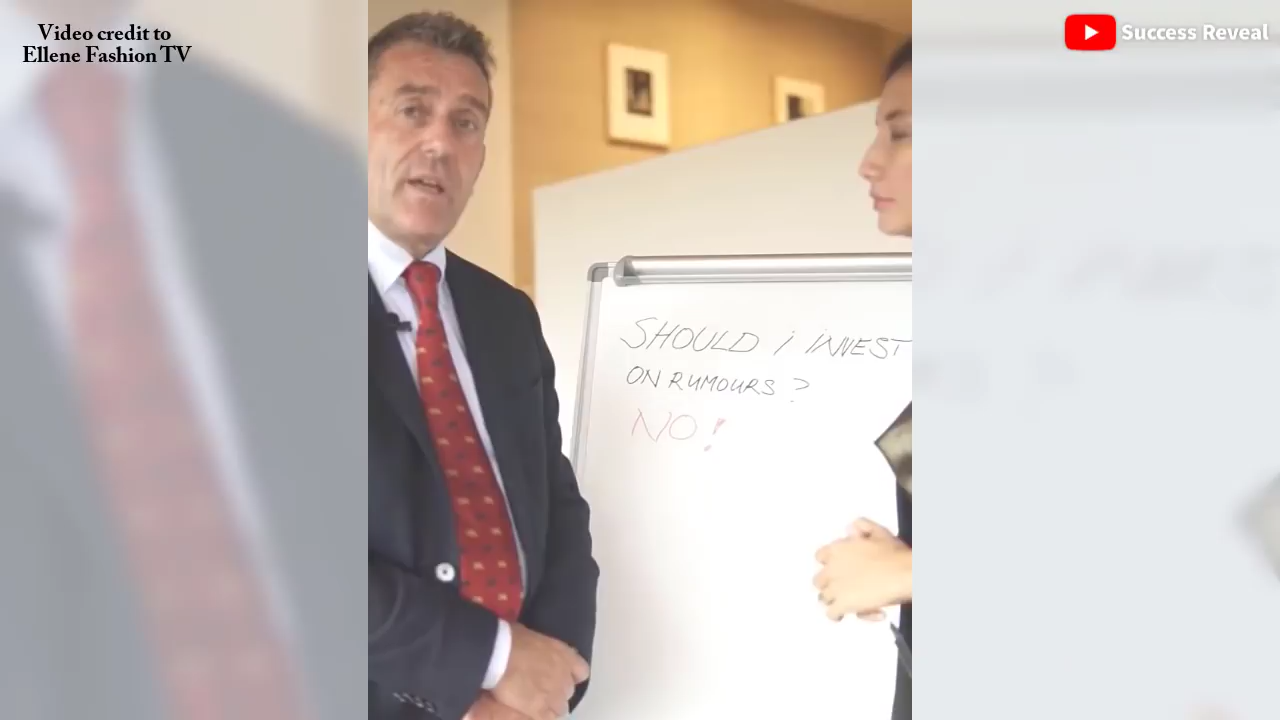 Video credit to
Ellene Fashion TV
Success Reveal
SHOULD i iNVEST
ON RUMOURS?
NO!